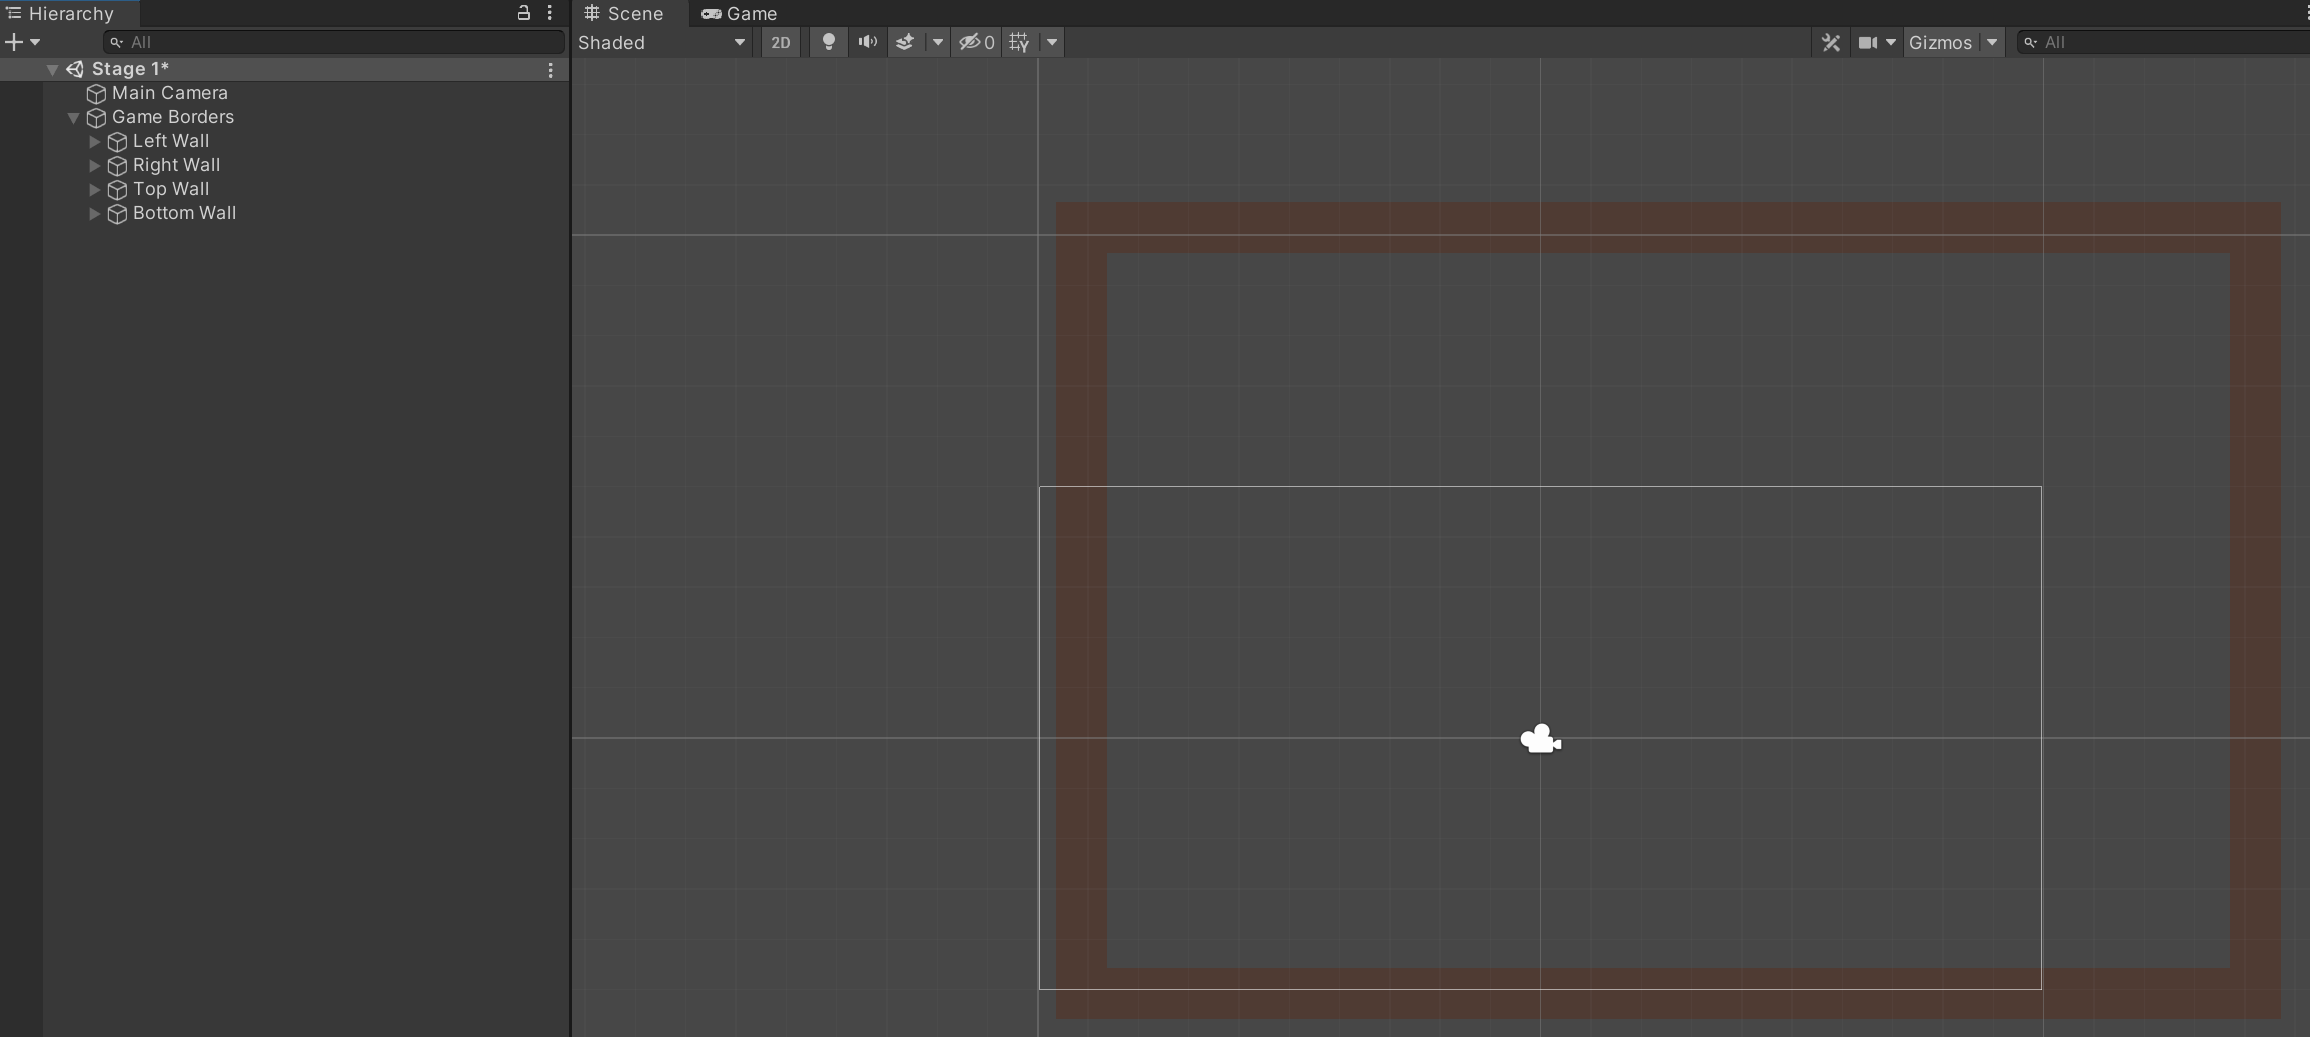 Hierarchy
All
Stage 1*
Main Camera
Game Borders
Left Wall
Right Wall
Top Wall
Bottom Wall
Scene Game
Shaded 2D 0 Gizmos All